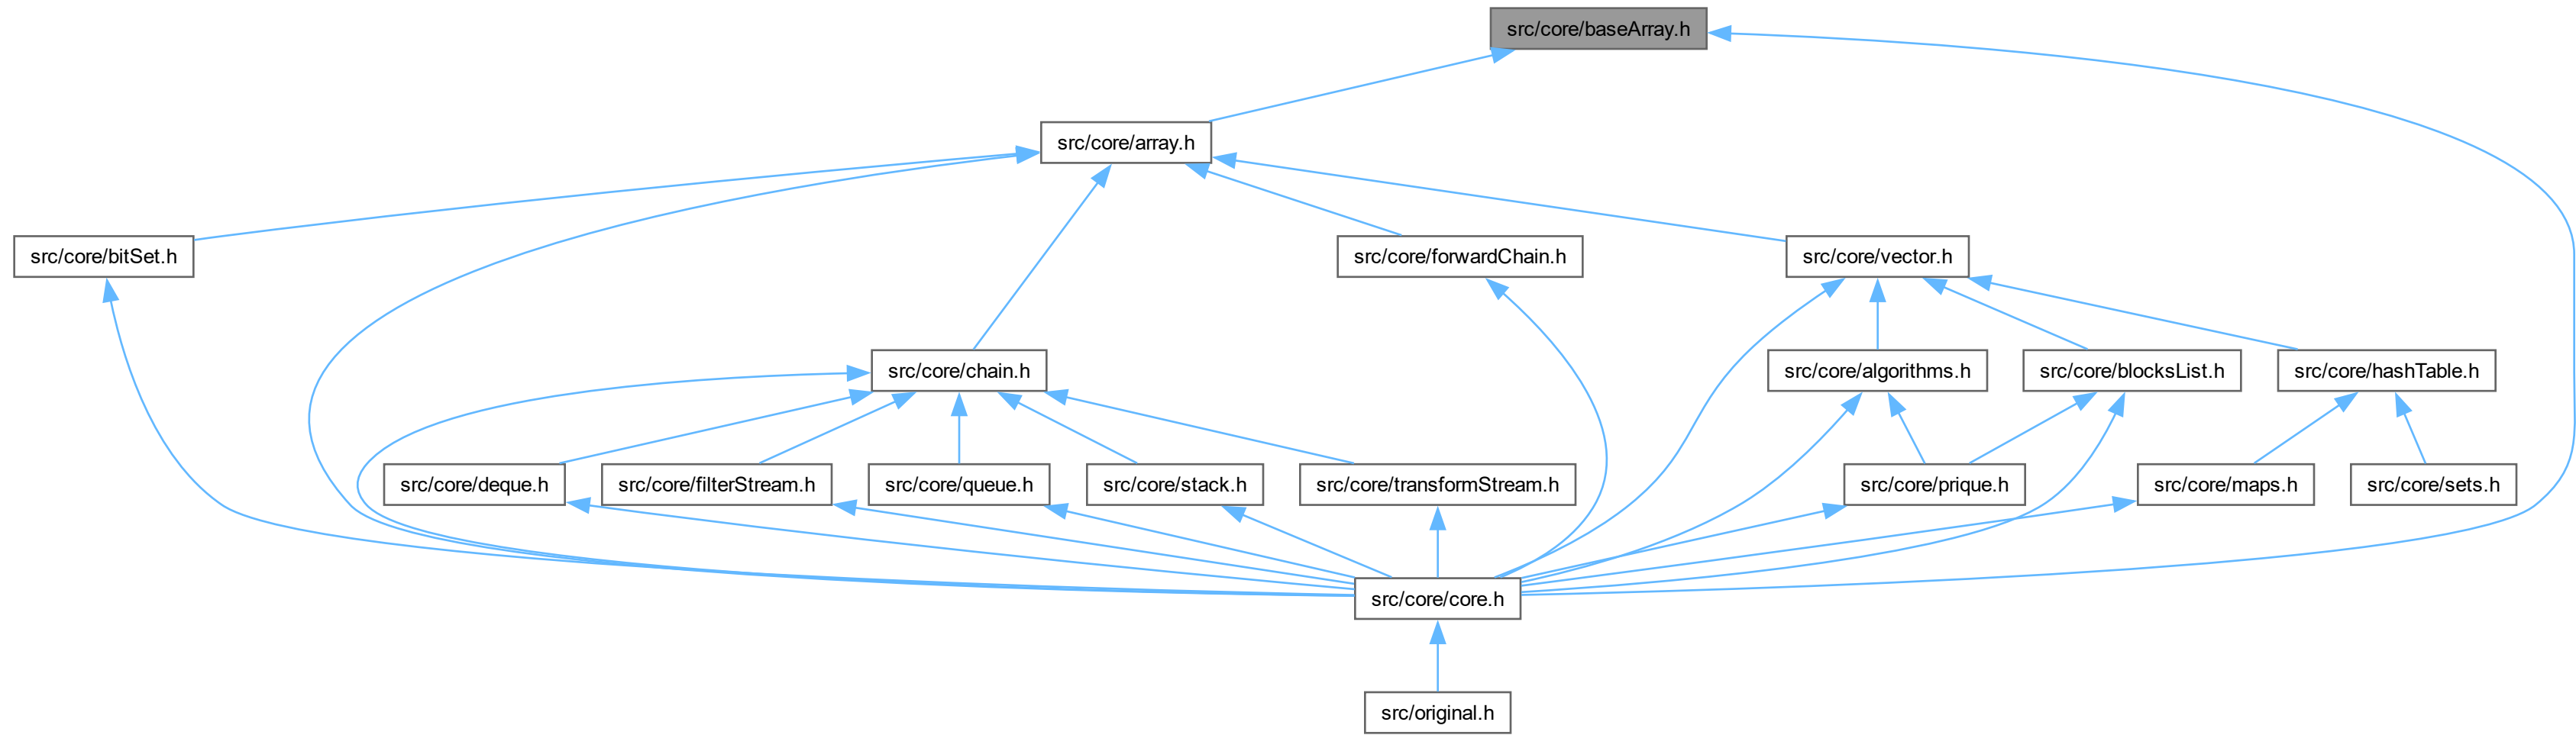 src/core/baseArray.h
src/core/array.h
src/core/bitSet.h
src/core/forwardChain.h
src/core/vector.h
src/core/chain.h
src/core/algorithms.h
src/core/blocksList.h
src/core/hashTable.h
src/core/deque.h
src/core/filterStream.h
src/core/queue.h
src/core/stack.h
src/core/transformStream.h
src/core/prique.h
src/core/maps.h
src/core/sets.h
src/core/core.h
src/original.h